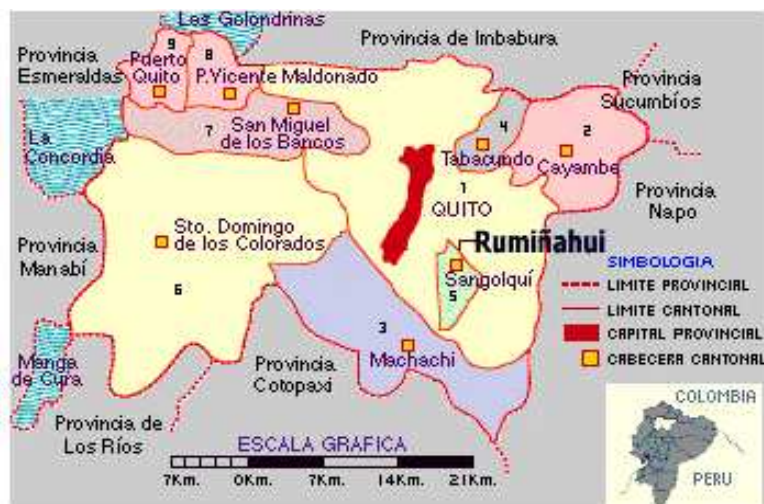 Las Golondrinas
Provincia de Imbabura
Provincia
Esmeraldas
9
Puerto
Quito
8
P. Vicente Maldonado
Provincia
Sucumbíos
La
Concordia
7
San Miguel
de los Bancos
4
Tabacundo
2
Cayambe
1
QUITO
Provincia
Napo
Sto. Domingo
de los Colorados
Rumiñahui
Provincia
Manabí
6
Sangolquí
5
SIMBOLOGIA
LIMITE PROVINCIAL
LIMITE CANTONAL
CAPITAL PROVINCIAL
CABECERA CANTONAL
3
Machachi
Manga
de Cura
Provincia
Cotopaxi
Provincia de
Los Ríos
COLOMBIA
PERU
ESCALA GRAFICA
7Km. 0Km. 7Km. 14Km. 21Km.